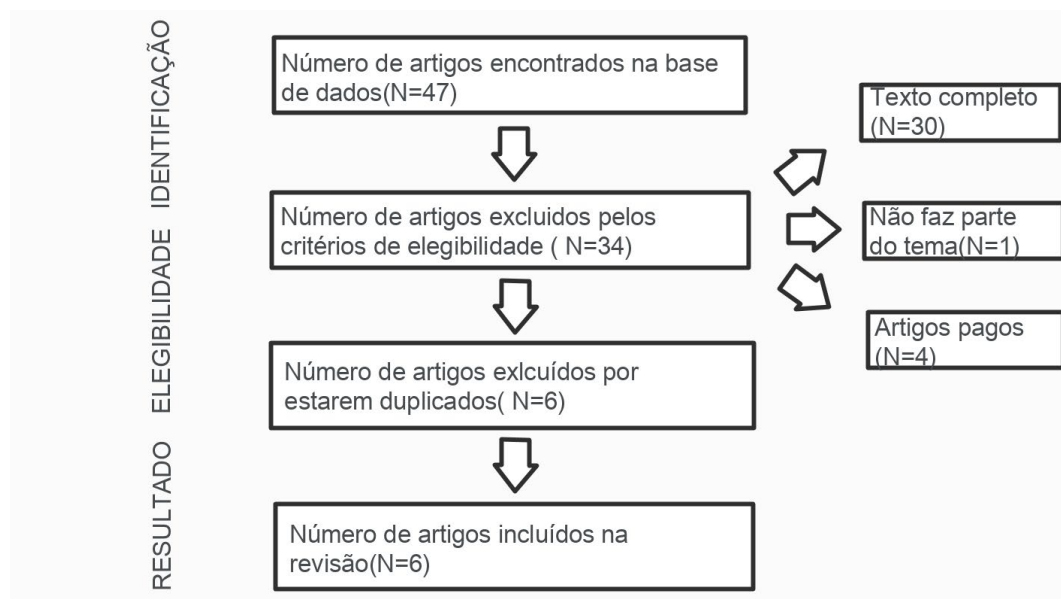 IDENTIFICAÇÃO
Número de artigos encontrados na base
de dados(N=47)
ELEGIBILIDADE
Número de artigos excluidos pelos
critérios de elegibilidade ( N=34)
Texto completo
(N=30)
Não faz parte
do tema(N=1)
Artigos pagos
(N=4)
Número de artigos exlcuídos por
estarem duplicados( N=6)
RESULTADO
Número de artigos incluídos na
revisão(N=6)